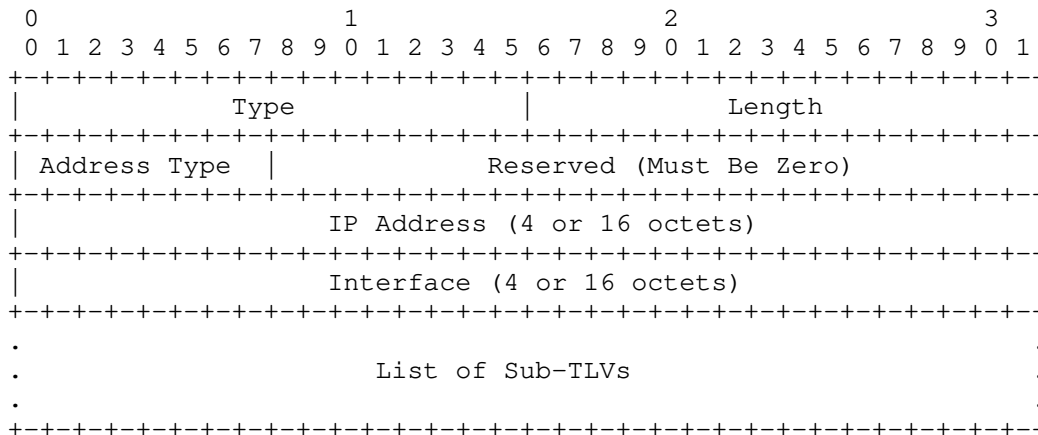 0                   1                   2                   3
 0 1 2 3 4 5 6 7 8 9 0 1 2 3 4 5 6 7 8 9 0 1 2 3 4 5 6 7 8 9 0 1
+-+-+-+-+-+-+-+-+-+-+-+-+-+-+-+-+-+-+-+-+-+-+-+-+-+-+-+-+-+-+-+--
|             Type              |             Length
+-+-+-+-+-+-+-+-+-+-+-+-+-+-+-+-+-+-+-+-+-+-+-+-+-+-+-+-+-+-+-+--
| Address Type  |             Reserved (Must Be Zero)
+-+-+-+-+-+-+-+-+-+-+-+-+-+-+-+-+-+-+-+-+-+-+-+-+-+-+-+-+-+-+-+--
|                   IP Address (4 or 16 octets)
+-+-+-+-+-+-+-+-+-+-+-+-+-+-+-+-+-+-+-+-+-+-+-+-+-+-+-+-+-+-+-+--
|                   Interface (4 or 16 octets)
+-+-+-+-+-+-+-+-+-+-+-+-+-+-+-+-+-+-+-+-+-+-+-+-+-+-+-+-+-+-+-+--
.                                                               .
.                      List of Sub-TLVs                         .
.                                                               .
+-+-+-+-+-+-+-+-+-+-+-+-+-+-+-+-+-+-+-+-+-+-+-+-+-+-+-+-+-+-+-+--